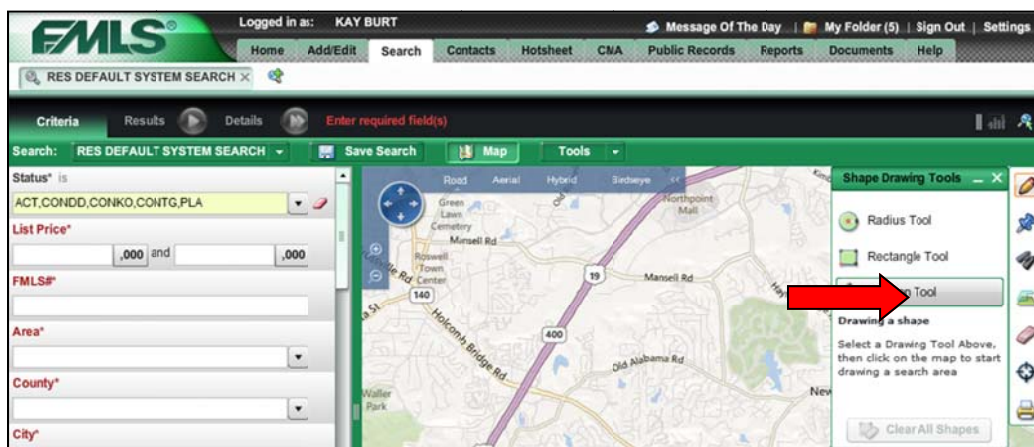 FMLS®
Logged in as: KAY BURT
Message Of The Day | My Folder (5) | Sign Out | Settings
Home Add/Edit Search Contacts Hotsheet CMA Public Records Reports Documents Help
RES DEFAULT SYSTEM SEARCH ×
Criteria Results Details Enter required field(s)
Search: RES DEFAULT SYSTEM SEARCH Save Search Map Tools
Status* is
ACT,CONDD,CONKO,CONTG,PLA
List Price*
,000 and ,000
FMLS#*
Area*
County*
City*
Road Aerial Hybrid Birdseye <<
Green
Lawn
Cemetery
Northpoint
Mall
Mansell Rd
Roswell
Town
Center
19
Mansell Rd
140
Holcomb Bridge Rd
400
Old Alabama Rd
Waller
Park
New
Shape Drawing Tools
Radius Tool
Rectangle Tool
Tool
Drawing a shape
Select a Drawing Tool Above,
then click on the map to start
drawing a search area
Clear All Shapes